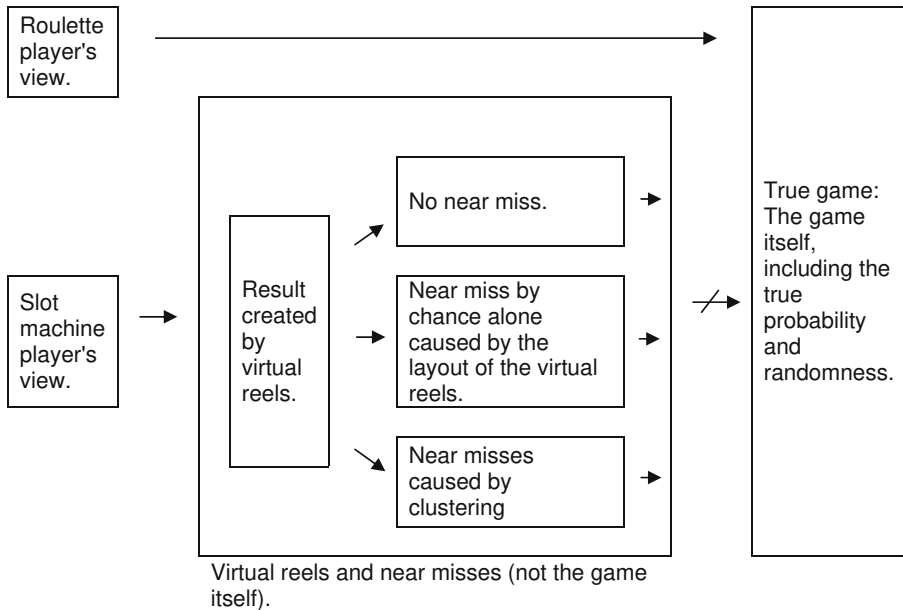 Roulette
player's
view.
No near miss.
Slot
machine
player's
view.
Result
created
by
virtual
reels.
Near miss by
chance alone
caused by the
layout of the virtual
reels.
Near misses
caused by
clustering
True game:
The game
itself,
including the
true
probability
and
randomness.
Virtual reels and near misses (not the game
itself).